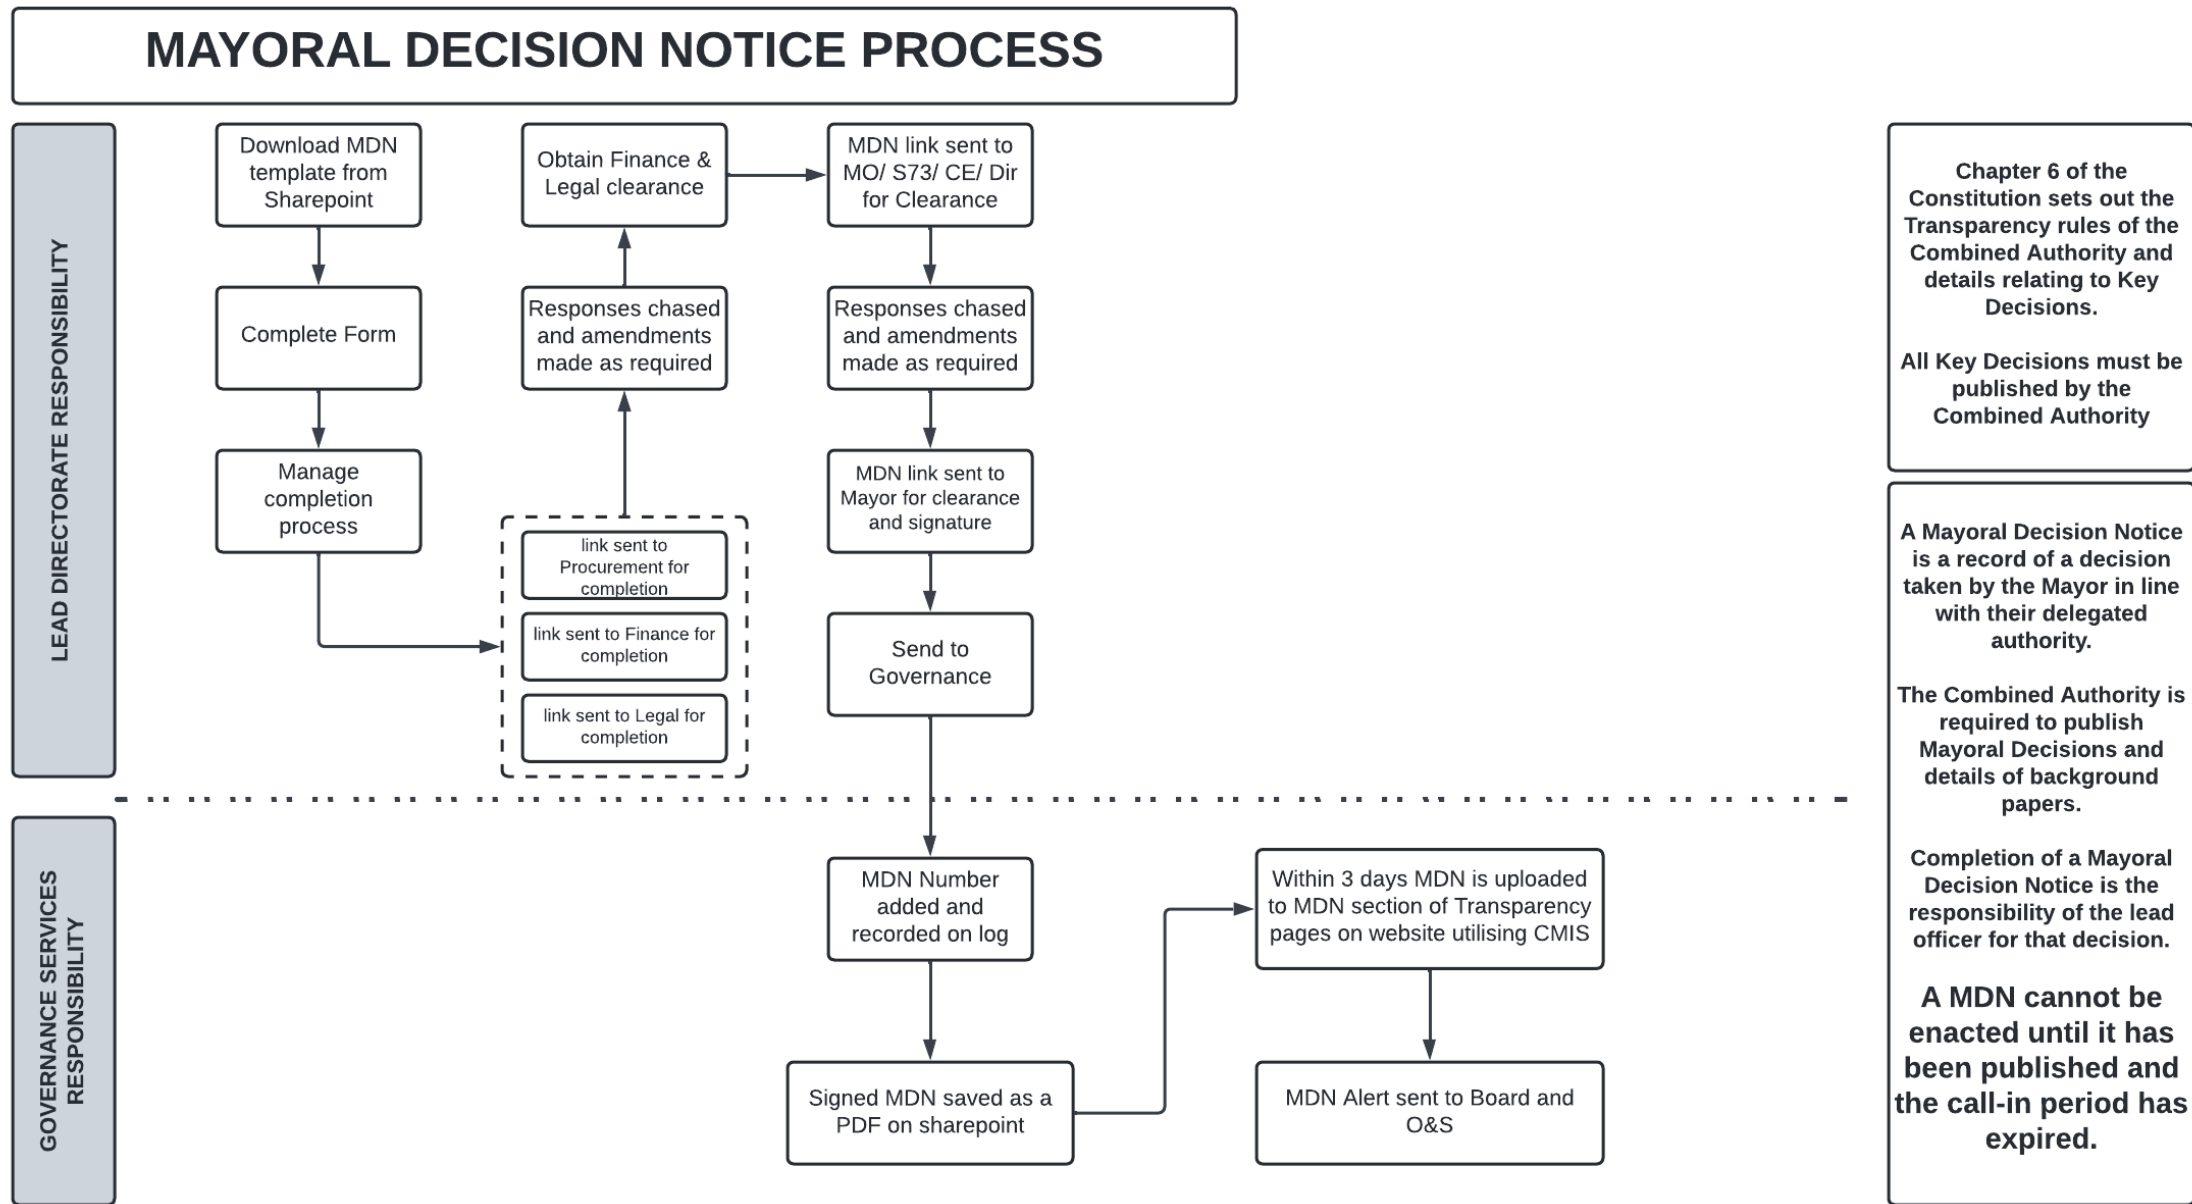 MAYORAL DECISION NOTICE PROCESS
LEAD DIRECTORATE RESPONSIBILITY
Download MDN
template from
Sharepoint
Complete Form
Manage
completion
process
link sent to
Procurement for
completion
link sent to Finance for
completion
link sent to Legal for
completion
Responses chased
and amendments
made as required
Obtain Finance &
Legal clearance
MDN link sent to
MO/ S73/ CE/ Dir
for Clearance
Responses chased
and amendments
made as required
MDN link sent to
Mayor for clearance
and signature
Send to
Governance
GOVERNANCE SERVICES
RESPONSIBILITY
MDN Number
added and
recorded on log
Signed MDN saved as a
PDF on sharepoint
Within 3 days MDN is uploaded
to MDN section of Transparency
pages on website utilising CMIS
MDN Alert sent to Board and
O&S
Chapter 6 of the
Constitution sets out the
Transparency rules of the
Combined Authority and
details relating to Key
Decisions.
All Key Decisions must be
published by the
Combined Authority
A Mayoral Decision Notice
is a record of a decision
taken by the Mayor in line
with their delegated
authority.
The Combined Authority is
required to publish
Mayoral Decisions and
details of background
papers.
Completion of a Mayoral
Decision Notice is the
responsibility of the lead
officer for that decision.
A MDN cannot be
enacted until it has
been published and
the call-in period has
expired.